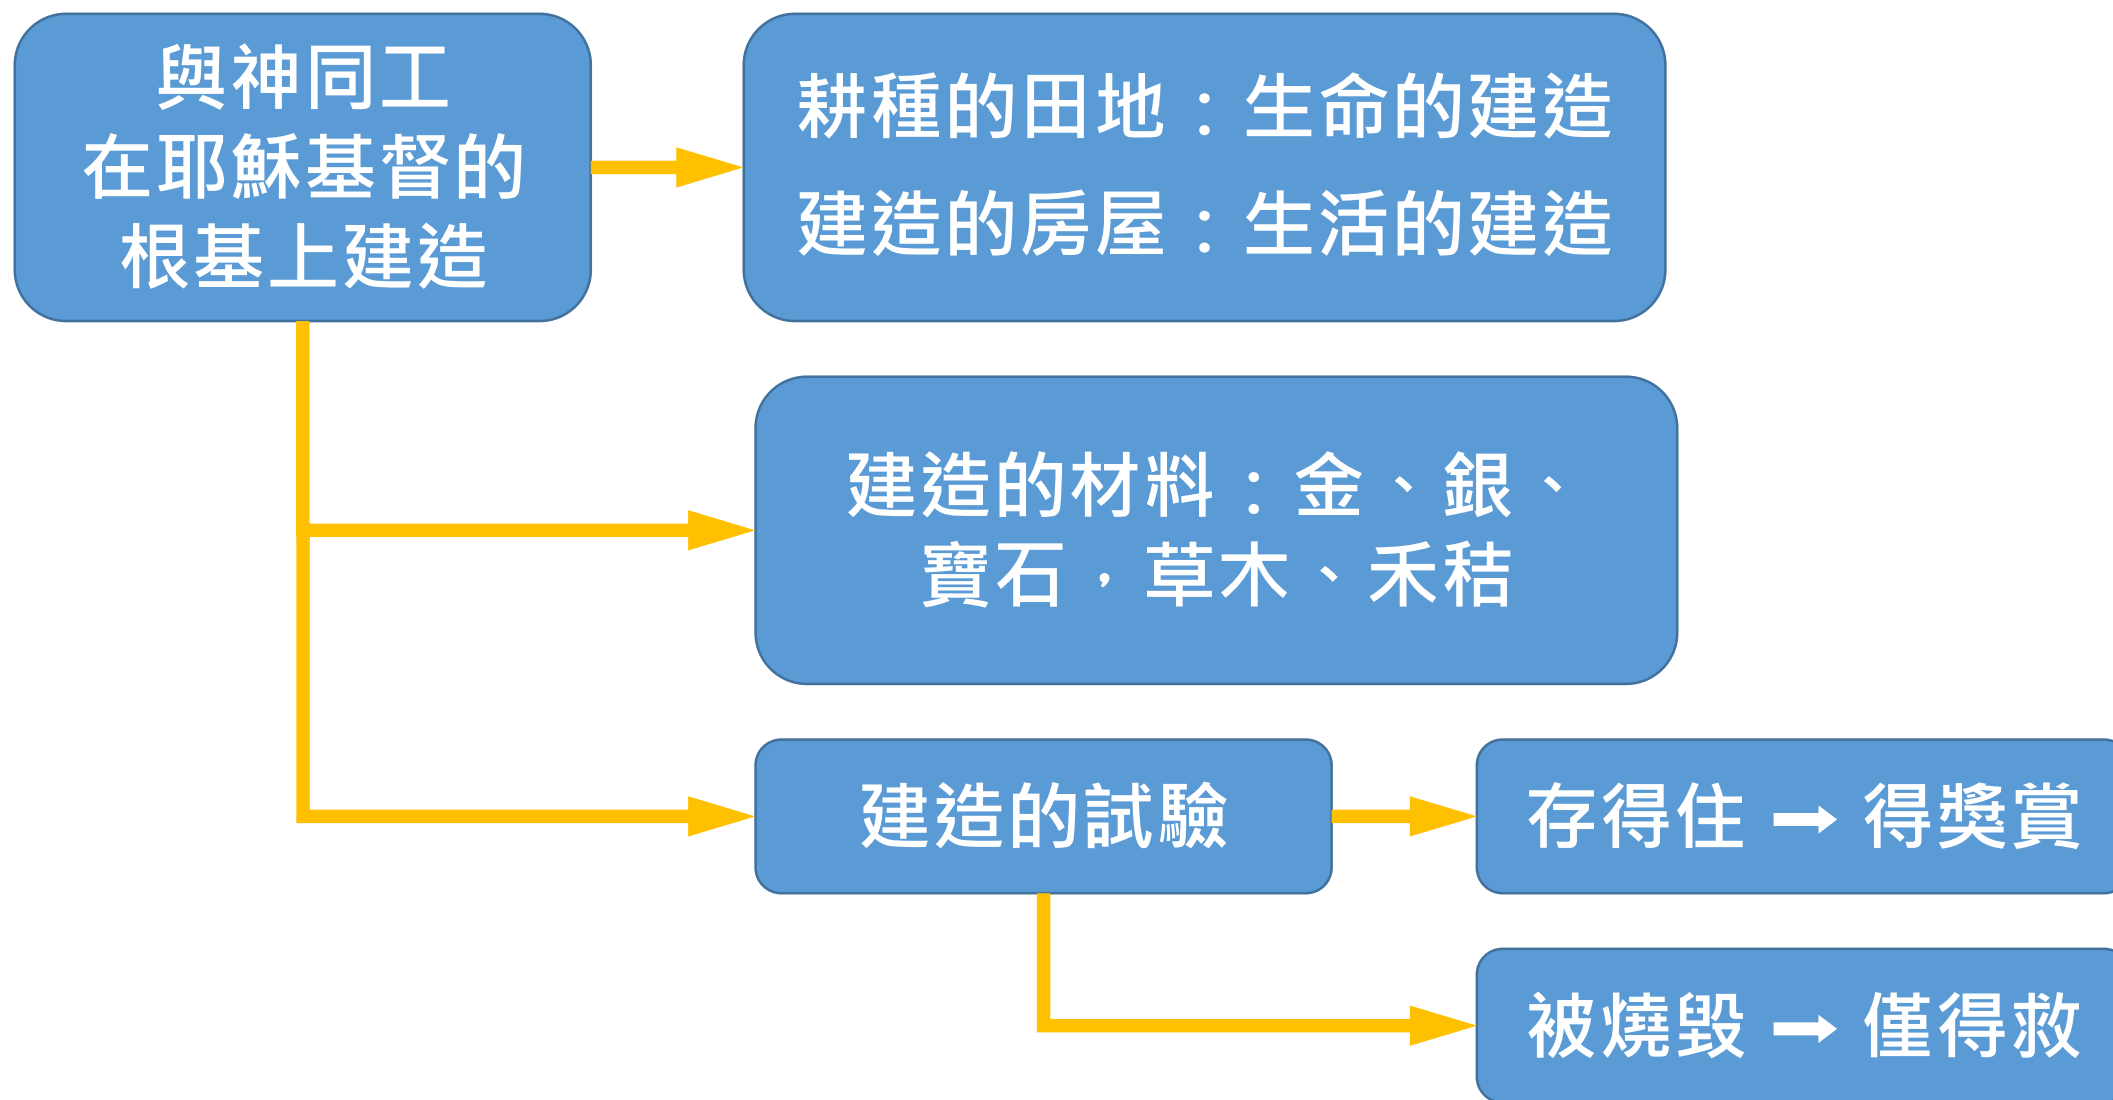 與神同工
在耶穌基督的
根基上建造
耕種的田地：生命的建造
建造的房屋：生活的建造
建造的材料：金、銀、
寶石，草木、禾秸
建造的試驗
存得住→得獎賞
被燒毀→僅得救